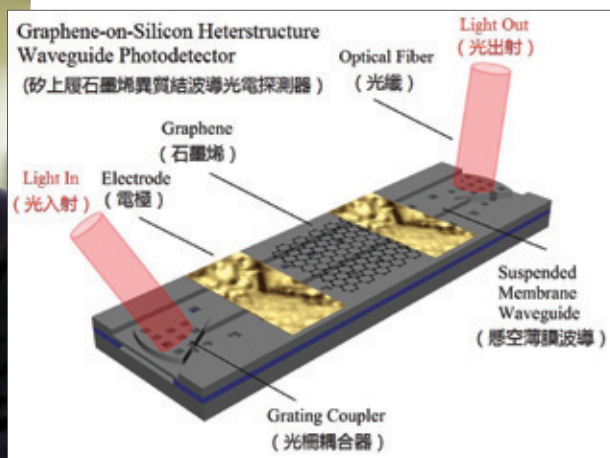 Graphene-on-Silicon Heterstructure
Waveguide Photodetector
(矽上履石墨烯異質結波導光電探測器)
Light Out
(光出射)
Optical Fiber
(光纖)
Graphene
(石墨烯)
Light In
(光入射)
Electrode
(電極)
Suspended
Membrane
Waveguide
(懸空薄膜波導)
Grating Coupler
(光柵耦合器)